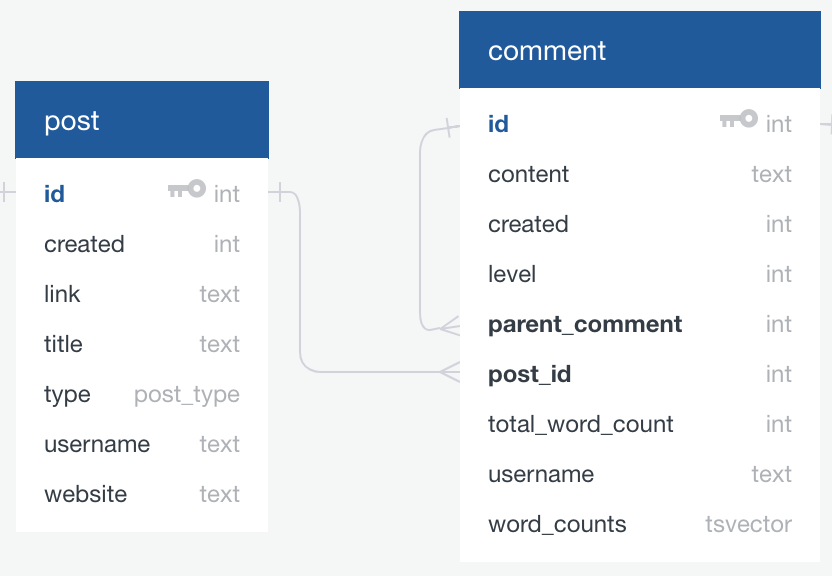 post
id int
created int
link text
title text
type post_type
username text
website text
comment
id int
content text
created int
level int
parent_comment int
post_id int
total_word_count int
username text
word_counts tsvector